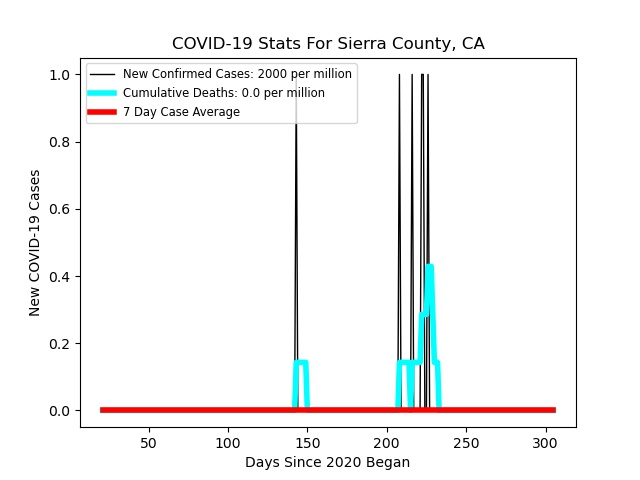 COVID-19 Stats For Sierra County, CA
New Confirmed Cases: 2000 per million
Cumulative Deaths: 0.0 per million
7 Day Case Average
New COVID-19 Cases
1.0
0.8
0.6
0.4
0.2
0.0
50 100 150 200 250 300
Days Since 2020 Began